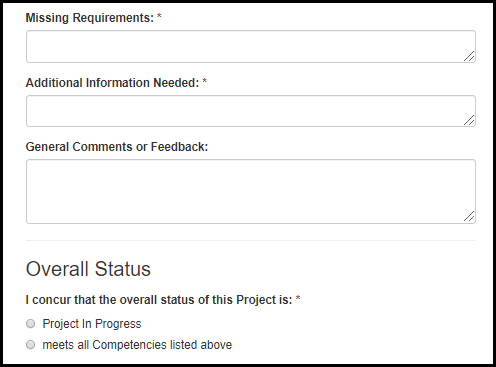 Missing Requirements: *
Additional Information Needed: *
General Comments or Feedback:
Overall Status
I concur that the overall status of this Project is: *
Project In Progress
meets all Competencies listed above